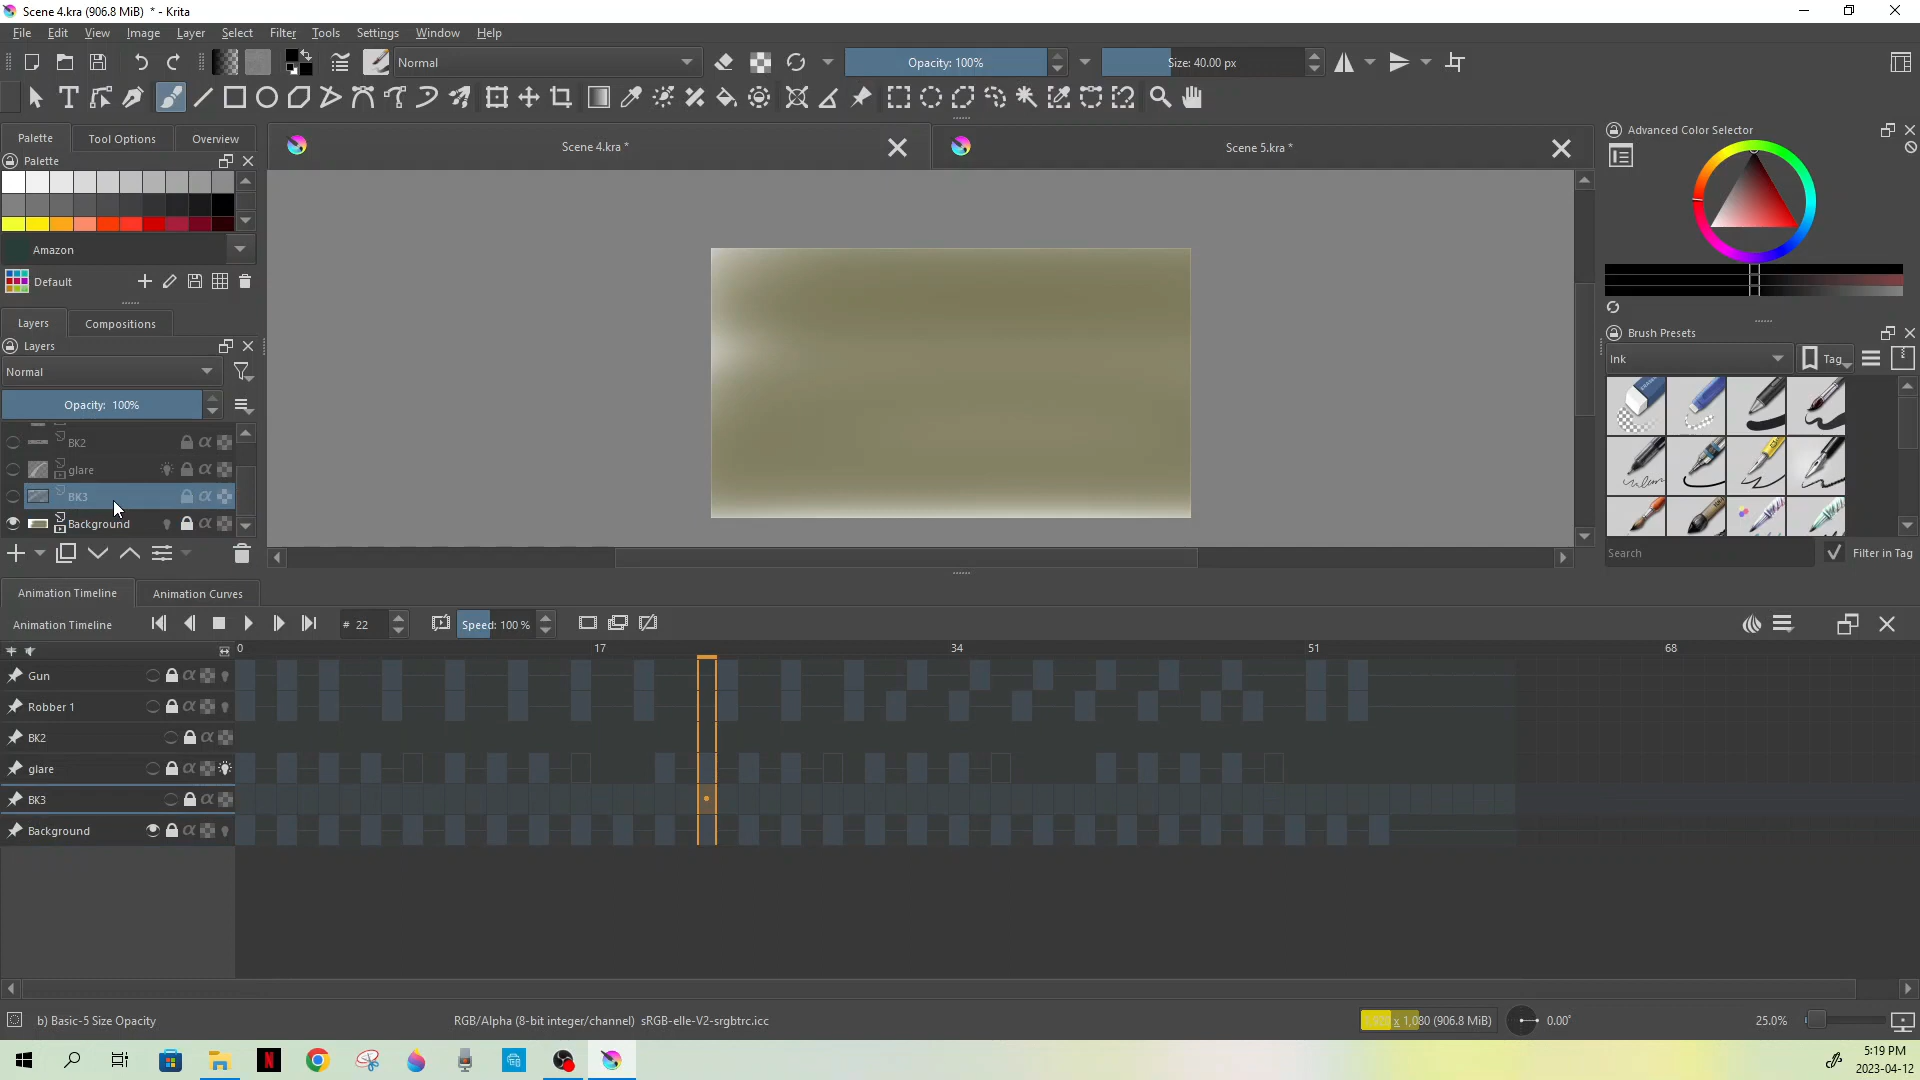 Scene 4.kra (906.8 MiB) * - Krita
File Edit View Image Layer Select Filter Tools Settings Window Help
Normal Opacity: 100% Size: 40.00 px
Palette Tool Options Overview
Palette
Scene 4.kra * Scene 5.kra *
Advanced Color Selector
Amazon
Default
Layers Compositions
Layers
Normal
Opacity: 100%
BK2
glare
BK3
Background
Brush Presets
Ink Tag
Search Filter in Tag
Animation Timeline Animation Curves
Animation Timeline # 22 Speed: 100 %
0 17 34 51 68
Gun
Robber 1
BK2
glare
BK3
Background
b) Basic-5 Size Opacity RGB/Alpha (8-bit integer/channel) sRGB-elle-V2-srgbtrc.icc x 1,080 (906.8 MiB) 0.00° 25.0%
5:19 PM
2023-04-12